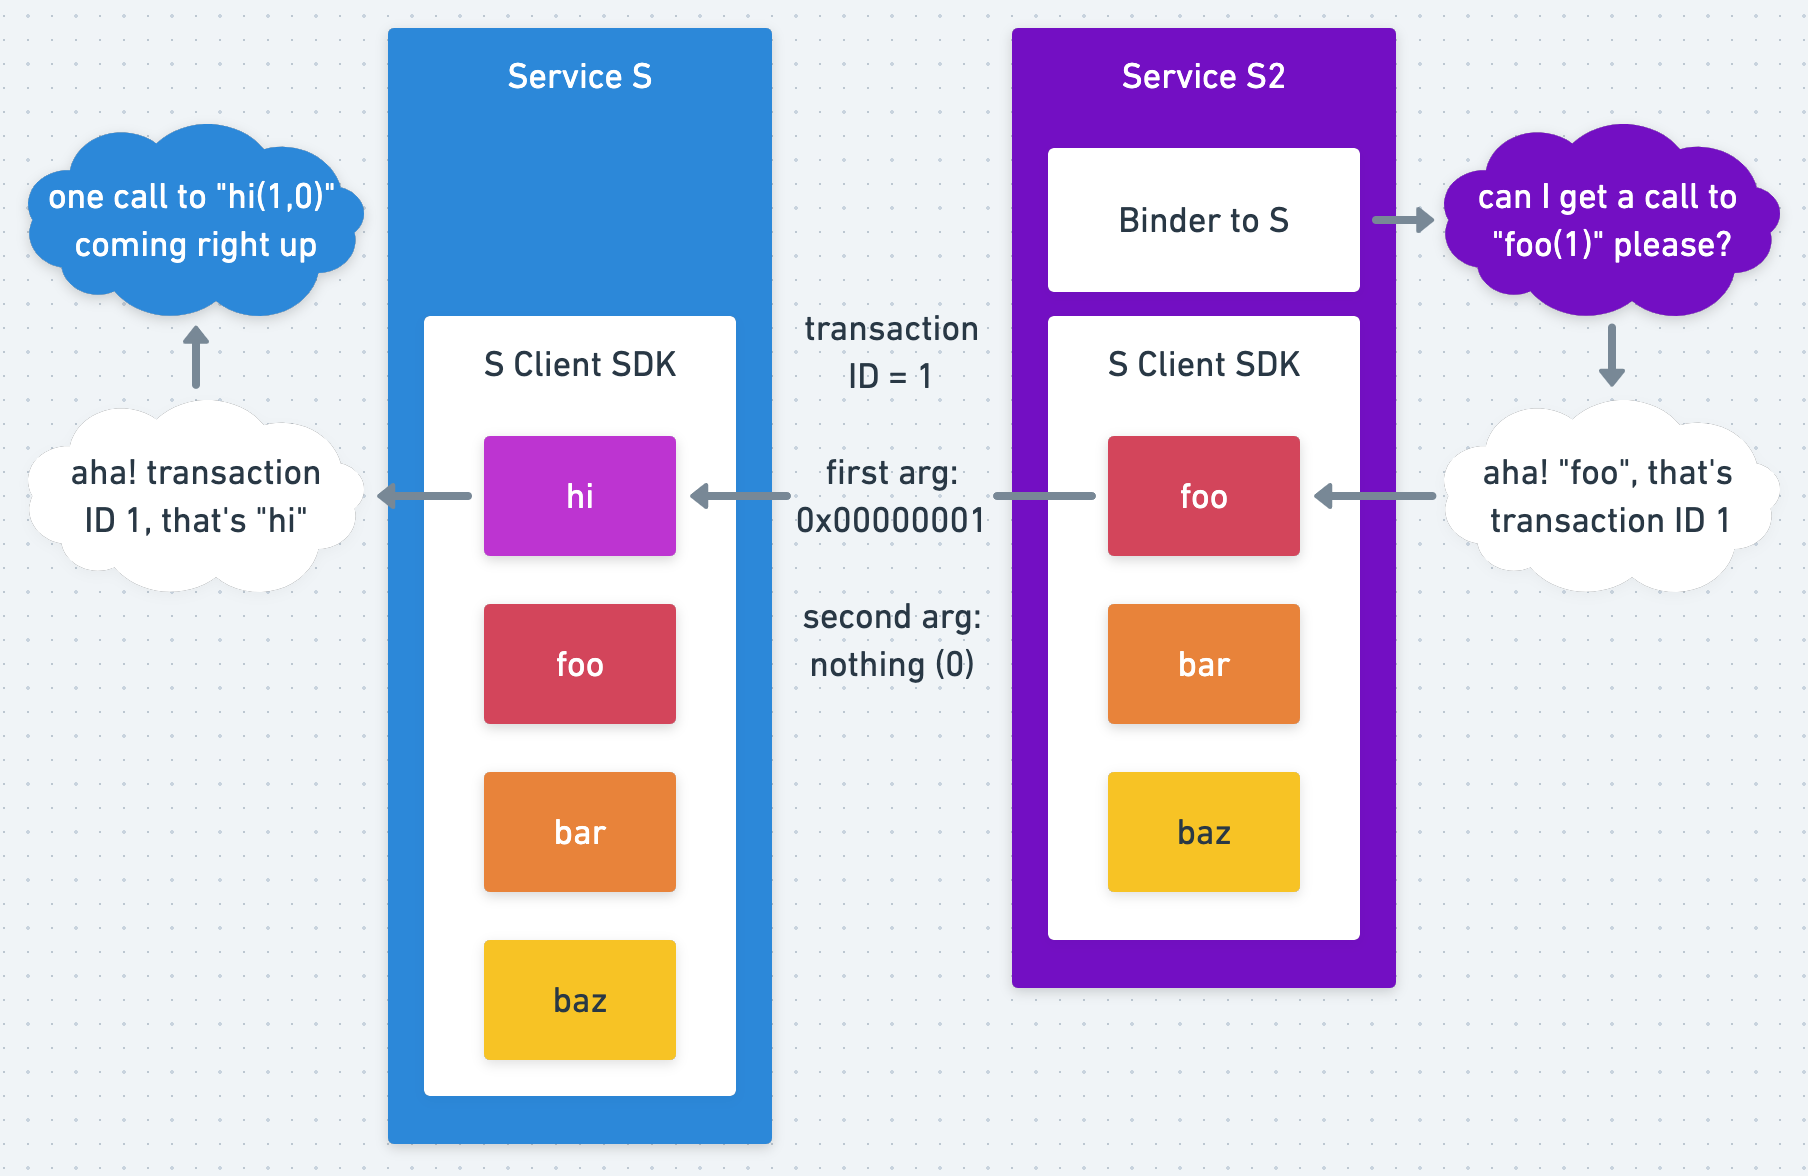 Service S
Service S2
one call to "hi(1,0)"
coming right up
Binder to S
can I get a call to
"foo(1)" please?
S Client SDK
transaction
ID = 1
S Client SDK
aha! transaction
ID 1, that's "hi"
hi
first arg:
0x00000001
foo
aha! "foo", that's
transaction ID 1
foo
second arg:
nothing (0)
bar
bar
baz
baz